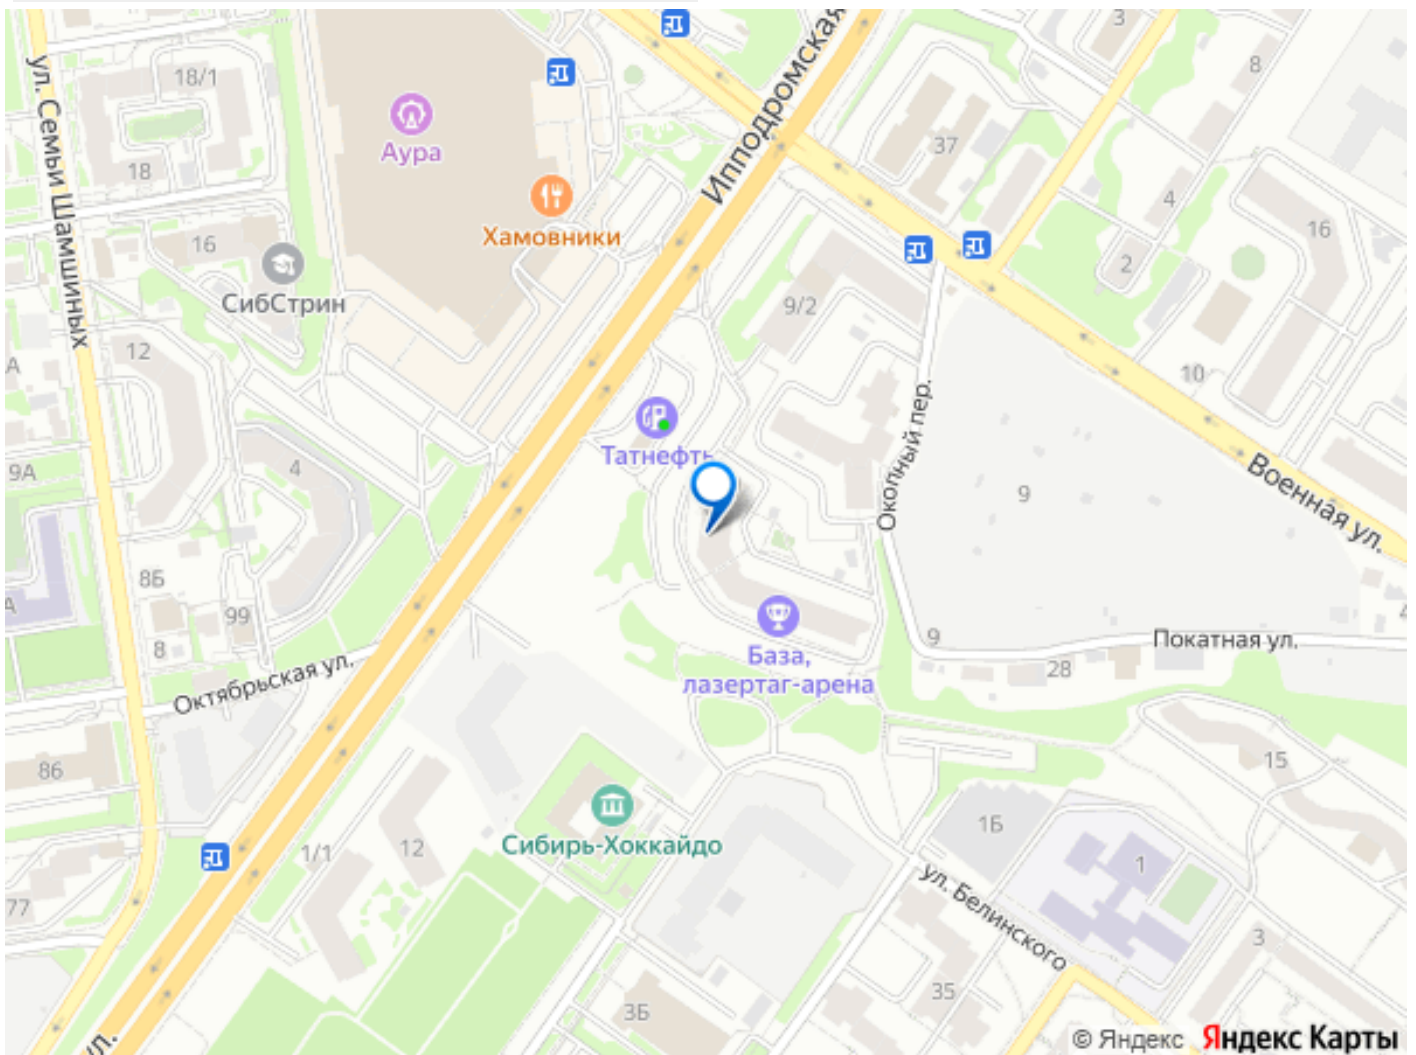 3
8
18/1
ул. Семьи Шамшиных
Ипподромская
Аура
37
18
Хамовники
4
16
16
2
СибСтрин
9/2
12
А
10
Окопный пер.
Татнефть
9А
4
9
Военная ул.
8Б
99
А
8
9
Покатная ул.
4
База,
лазертаг-арена
28
Октябрьская ул.
86
15
1Б
Сибирь-Хоккайдо
1/1
12
1
ул. Белинского
77
3
35
3Б
ул.
© Яндекс Яндекс Карты